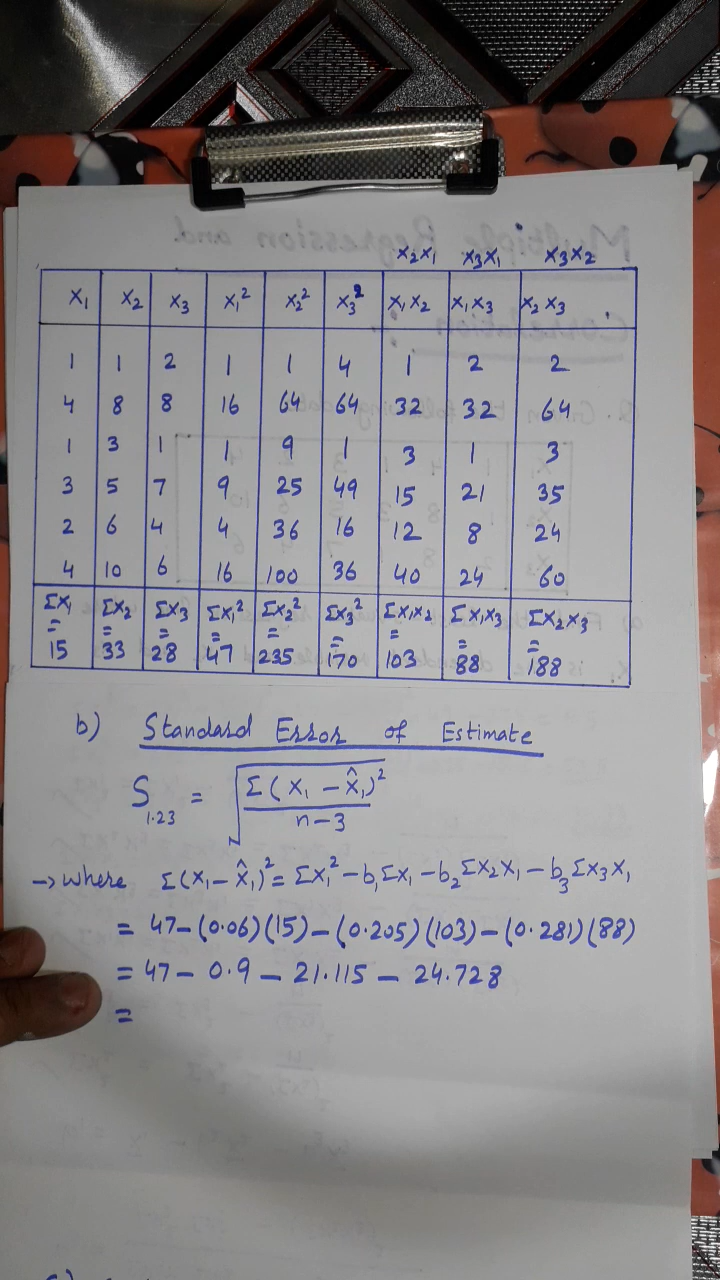 X₂X₁ X₃X₁ X₃X₂
X₁ X₂ X₃ X₁² X₂² X₃² X₁X₂ X₁X₃ X₂X₃
1 1 2 1 1 4 1 2 2
4 8 8 16 64 64 32 32 64
1 3 1 1 9 1 3 1 3
3 5 7 9 25 49 15 21 35
2 6 4 4 36 16 12 8 24
4 10 6 16 100 36 40 24 60
ΣX₁ = 15 ΣX₂ = 33 ΣX₃ = 28 ΣX₁² = 47 ΣX₂² = 235 ΣX₃² = 170 ΣX₁X₂ = 103 ΣX₁X₃ = 88 ΣX₂X₃ = 188
b) Standard Error of Estimate
S₁.₂₃ = √(Σ(X₁ - X̂₁)² / n-3)
→ where Σ(X₁ - X̂₁)² = ΣX₁² - b₁ΣX₁ - b₂ΣX₂X₁ - b₃ΣX₃X₁
= 47 - (0.06)(15) - (0.205)(103) - (0.281)(88)
= 47 - 0.9 - 21.115 - 24.728
=